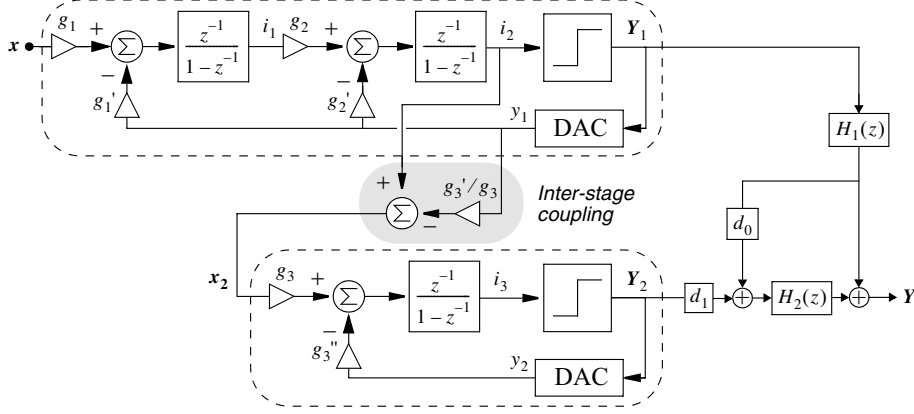 x g₁ + Σ z⁻¹ / 1 − z⁻¹ i₁ g₂ + Σ z⁻¹ / 1 − z⁻¹ i₂ Y₁
− g₁' − g₂' y₁ DAC H₁(z)
+ Σ − g₃'/g₃ Inter-stage
coupling
d₀
x₂ g₃ + Σ z⁻¹ / 1 − z⁻¹ i₃ Y₂ d₁ + H₂(z) + Y
− g₃'' y₂ DAC